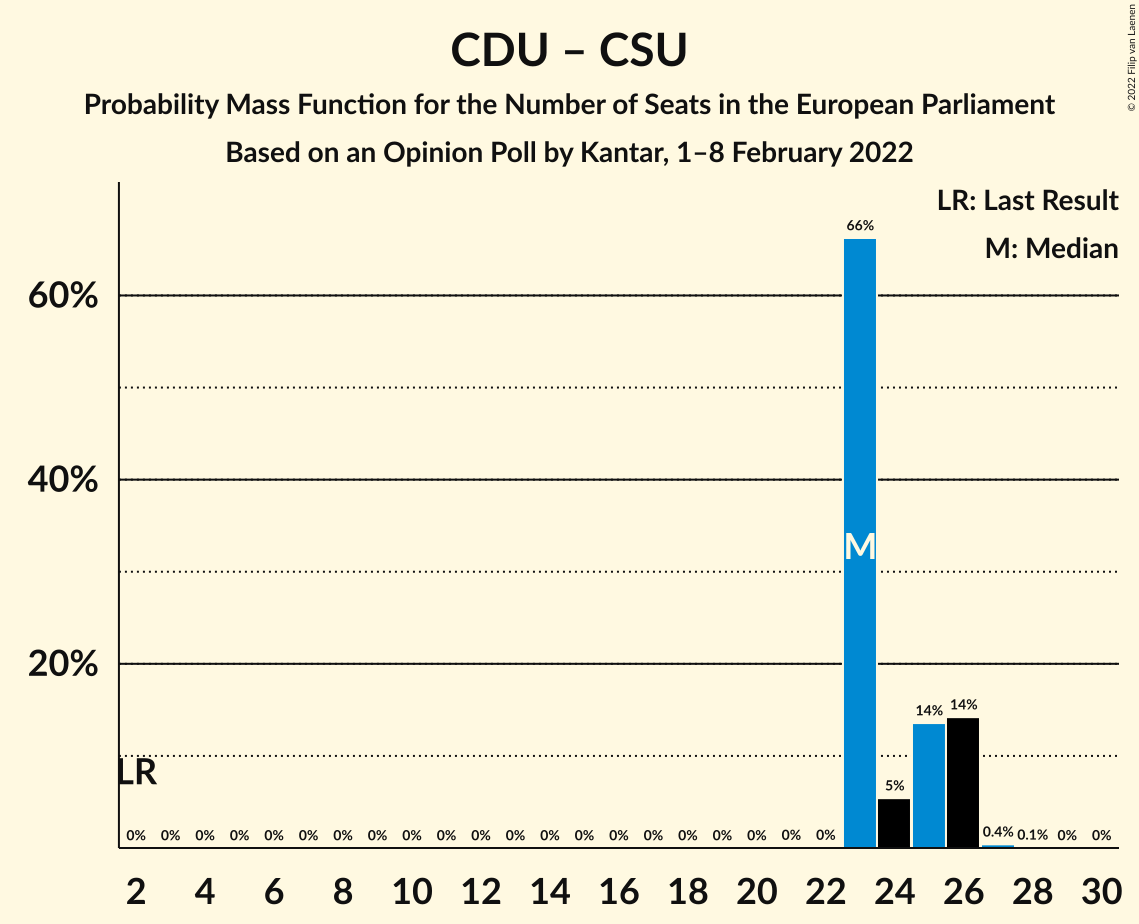 CDU – CSU
Probability Mass Function for the Number of Seats in the European Parliament
Based on an Opinion Poll by Kantar, 1–8 February 2022
© 2022 Filip van Laenen
LR: Last Result
M: Median
66%
60%
40%
M
20%
14% 14%
5%
LR
0% 0% 0% 0% 0% 0% 0% 0% 0% 0% 0% 0% 0% 0% 0% 0% 0% 0% 0% 0% 0% 0.4% 0.1% 0% 0%
2 4 6 8 10 12 14 16 18 20 22 24 26 28 30